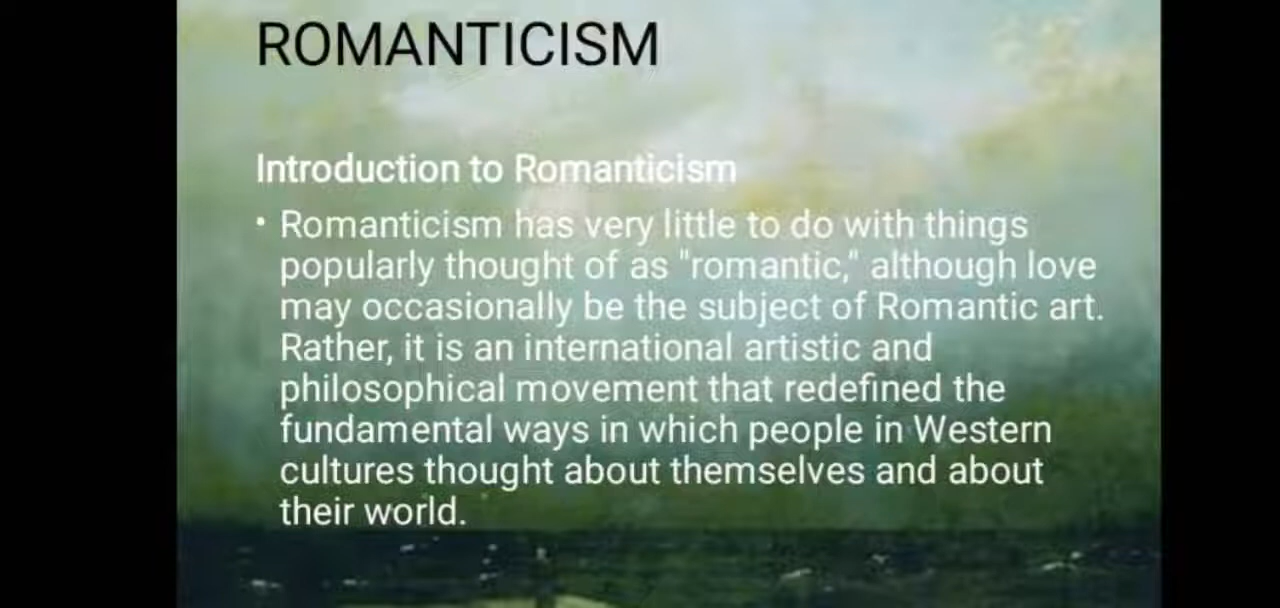 ROMANTICISM
Introduction to Romanticism
• Romanticism has very little to do with things
popularly thought of as "romantic," although love
may occasionally be the subject of Romantic art.
Rather, it is an international artistic and
philosophical movement that redefined the
fundamental ways in which people in Western
cultures thought about themselves and about
their world.